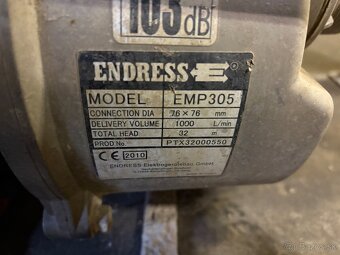 103 dB
ENDRESS E
MODEL EMP305
CONNECTION DIA 76×76 mm
DELIVERY VOLUME 1000 L/min
TOTAL HEAD 32 m
PROD.No PTX32000550
CE 2010
ENDRESS Elektrogerätebau GmbH